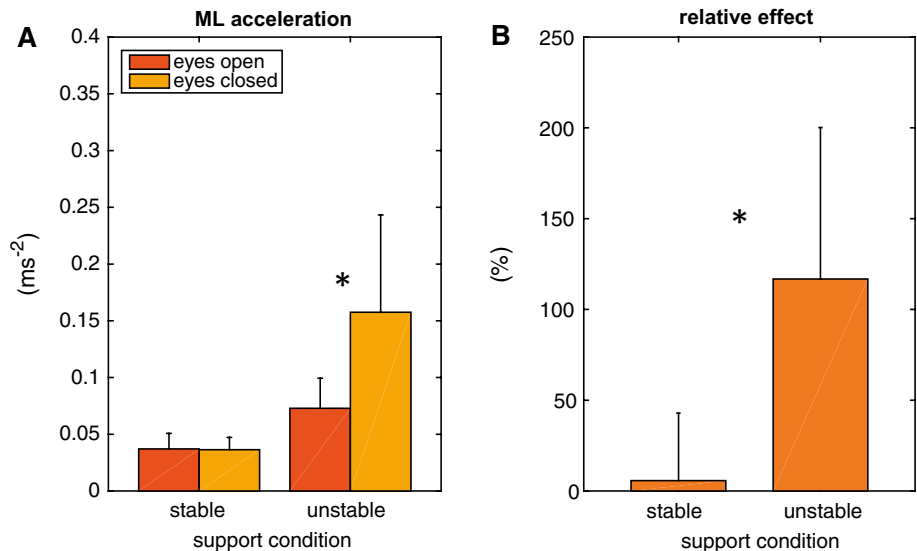 A
ML acceleration
0.4
0.35
0.3
0.25
0.2
0.15
0.1
0.05
0
(ms-2)
eyes open
eyes closed
*
stable
unstable
support condition
B
relative effect
250
200
150
100
50
0
(%)
*
stable
unstable
support condition